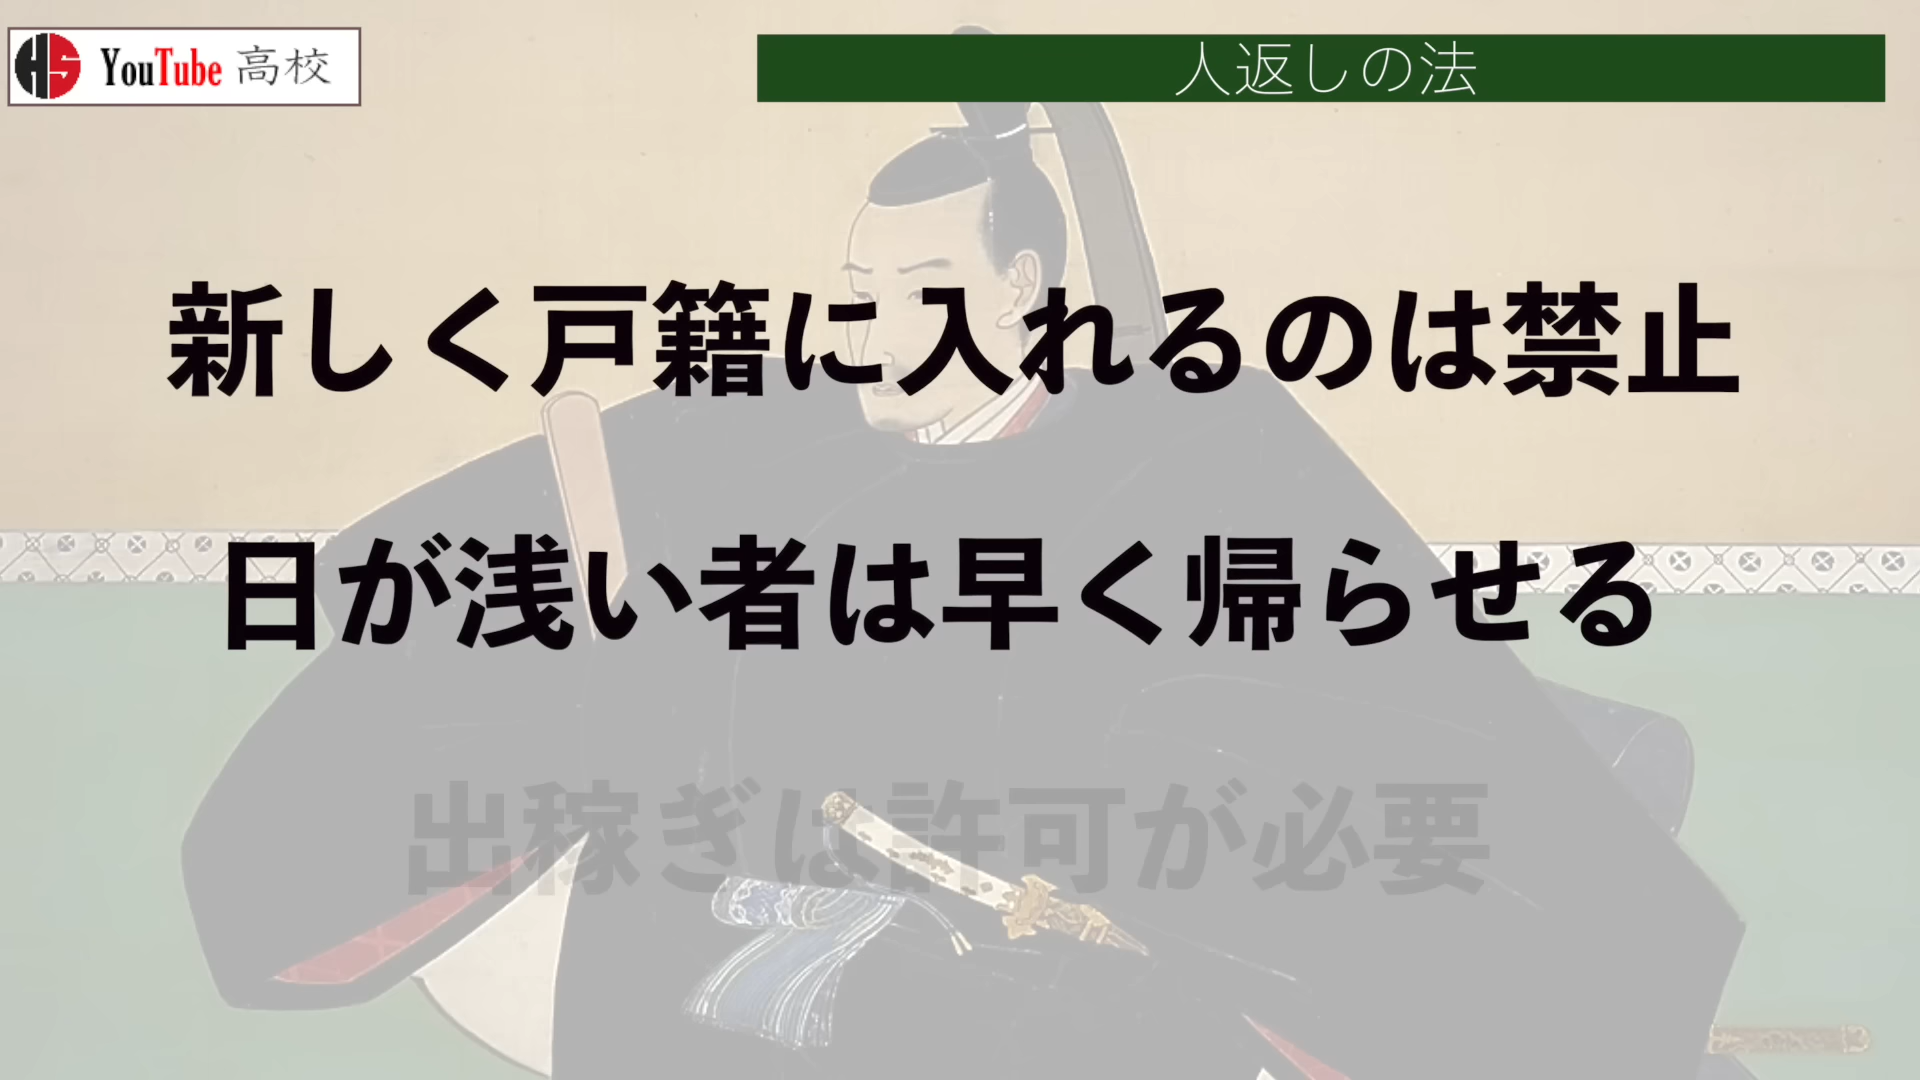 HS YouTube 高校
人返しの法
新しく戸籍に入れるのは禁止
日が浅い者は早く帰らせる
出稼ぎは許可が必要